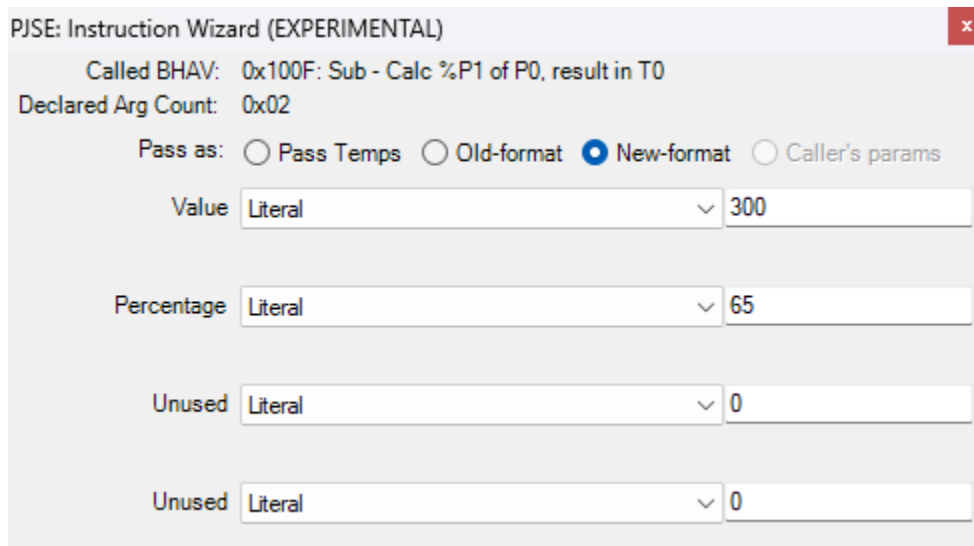 PJSE: Instruction Wizard (EXPERIMENTAL) x
Called BHAV: 0x100F: Sub - Calc %P1 of P0, result in T0
Declared Arg Count: 0x02
Pass as: Pass Temps Old-format New-format Caller's params
Value Literal 300
Percentage Literal 65
Unused Literal 0
Unused Literal 0